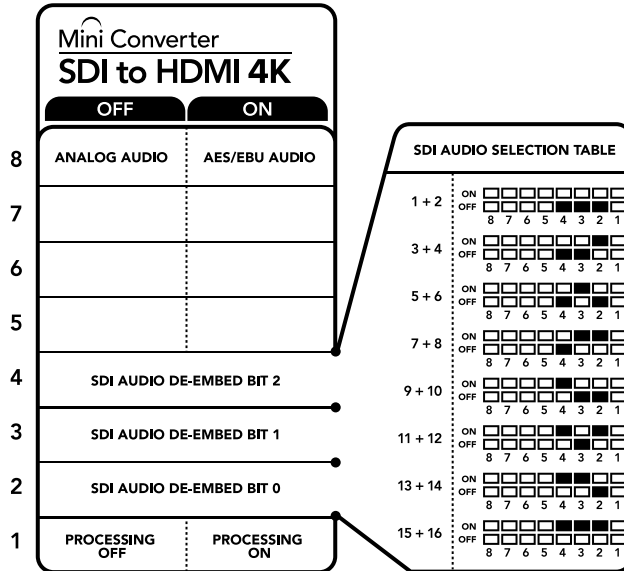 Mini Converter
SDI to HDMI 4K
OFF ON
8 ANALOG AUDIO AES/EBU AUDIO
7
6
5
4 SDI AUDIO DE-EMBED BIT 2
3 SDI AUDIO DE-EMBED BIT 1
2 SDI AUDIO DE-EMBED BIT 0
1 PROCESSING OFF PROCESSING ON
SDI AUDIO SELECTION TABLE
1 + 2 ON
OFF
8 7 6 5 4 3 2 1
3 + 4 ON
OFF
8 7 6 5 4 3 2 1
5 + 6 ON
OFF
8 7 6 5 4 3 2 1
7 + 8 ON
OFF
8 7 6 5 4 3 2 1
9 + 10 ON
OFF
8 7 6 5 4 3 2 1
11 + 12 ON
OFF
8 7 6 5 4 3 2 1
13 + 14 ON
OFF
8 7 6 5 4 3 2 1
15 + 16 ON
OFF
8 7 6 5 4 3 2 1